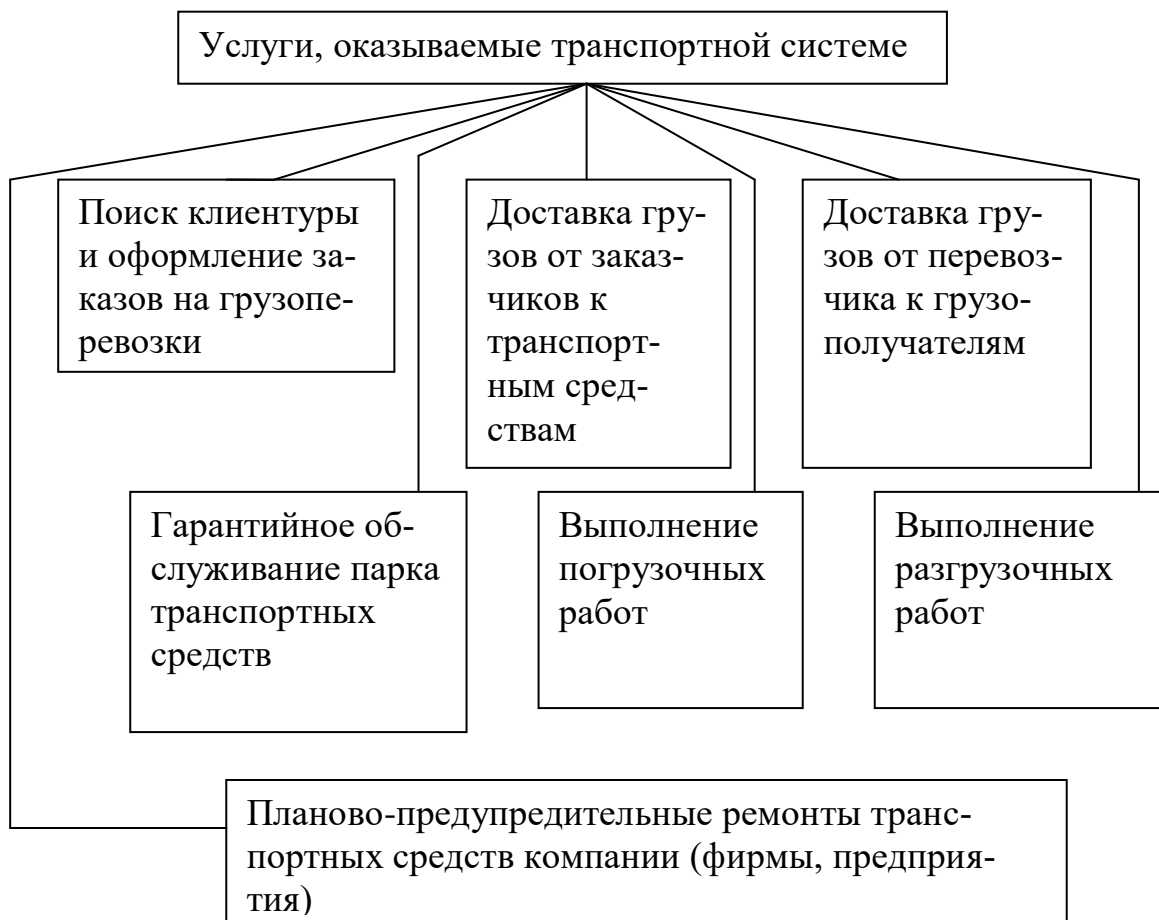 Услуги, оказываемые транспортной системе
Поиск клиентуры
и оформление за-
казов на грузопе-
ревозки
Доставка гру-
зов от заказ-
чиков к
транспорт-
ным сред-
ствам
Доставка гру-
зов от перевоз-
чика к грузо-
получателям
Гарантийное об-
служивание парка
транспортных
средств
Выполнение
погрузочных
работ
Выполнение
разгрузочных
работ
Планово-предупредительные ремонты транс-
портных средств компании (фирмы, предприя-
тия)